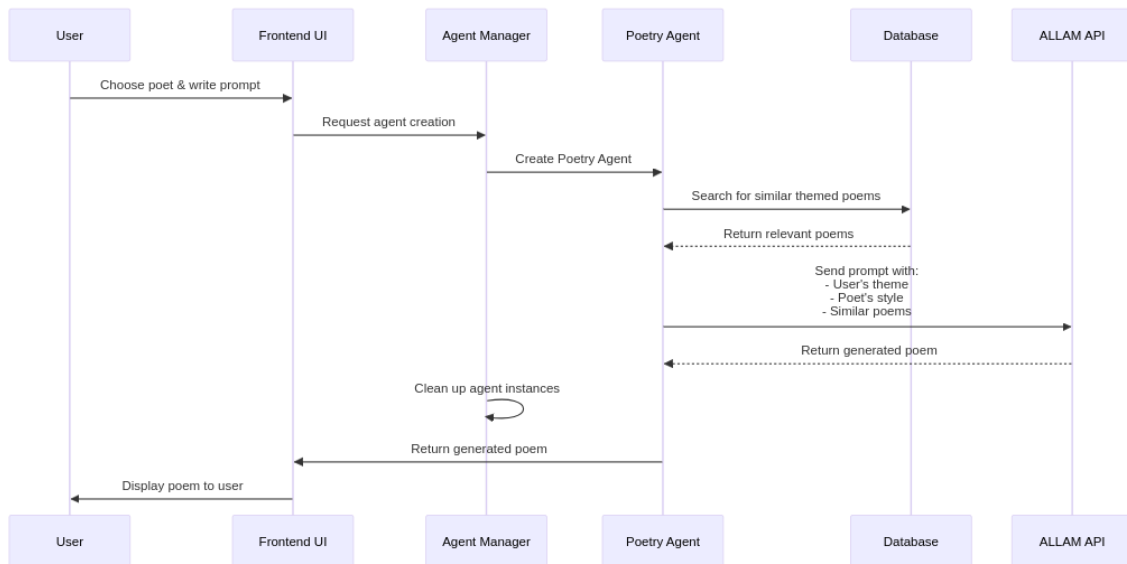 User
Frontend UI
Agent Manager
Poetry Agent
Database
ALLAM API
Choose poet & write prompt
Request agent creation
Create Poetry Agent
Search for similar themed poems
Return relevant poems
Send prompt with:
- User's theme
- Poet's style
- Similar poems
Return generated poem
Clean up agent instances
Return generated poem
Display poem to user
User
Frontend UI
Agent Manager
Poetry Agent
Database
ALLAM API